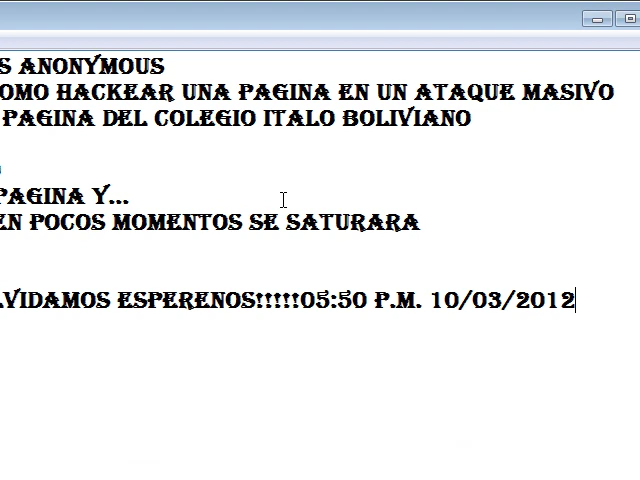 S ANONYMOUS
OMO HACKEAR UNA PAGINA EN UN ATAQUE MASIVO
PAGINA DEL COLEGIO ITALO BOLIVIANO
PAGINA Y...
EN POCOS MOMENTOS SE SATURARA
LVIDAMOS ESPERENOS!!!!!05:50 P.M. 10/03/2012